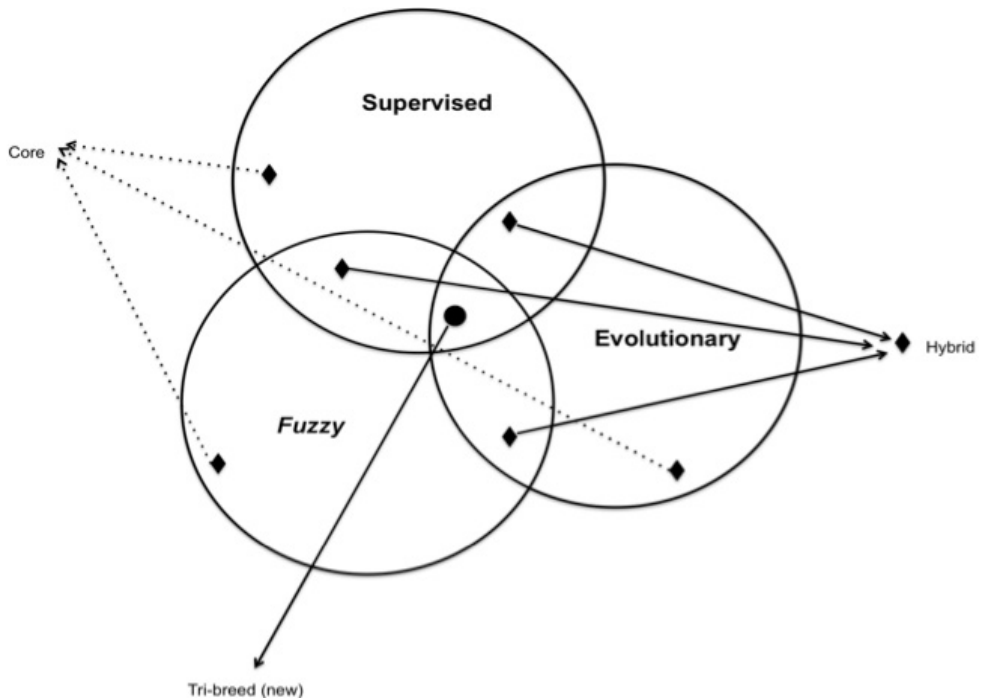 Supervised
Core
Evolutionary
Hybrid
Fuzzy
Tri-breed (new)